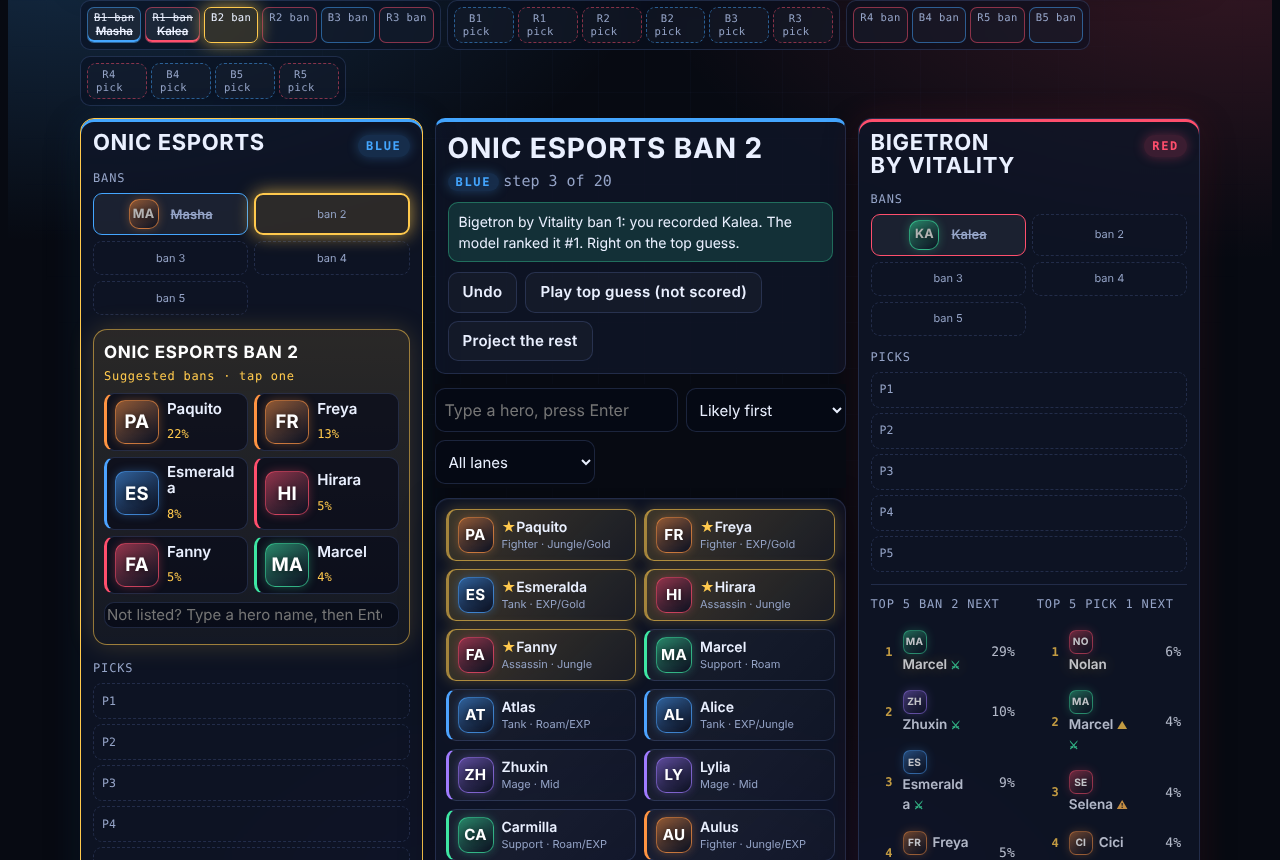 B1 ban
Masha
R1 ban
Kalea
B2 ban
R2 ban
B3 ban
R3 ban
B1 pick
R1 pick
R2 pick
B2 pick
B3 pick
R3 pick
R4 ban
B4 ban
R5 ban
B5 ban
R4 pick
B4 pick
B5 pick
R5 pick
ONIC ESPORTS
BLUE
BANS
MA Masha
ban 2
ban 3
ban 4
ban 5
ONIC ESPORTS BAN 2
Suggested bans · tap one
PA Paquito
22%
FR Freya
13%
ES Esmerald
a
8%
HI Hirara
5%
FA Fanny
5%
MA Marcel
4%
Not listed? Type a hero name, then Ent
PICKS
P1
P2
P3
P4
ONIC ESPORTS BAN 2
BLUE step 3 of 20
Bigetron by Vitality ban 1: you recorded Kalea. The
model ranked it #1. Right on the top guess.
Undo
Play top guess (not scored)
Project the rest
Type a hero, press Enter
Likely first
All lanes
PA ★Paquito
Fighter · Jungle/Gold
FR ★Freya
Fighter · EXP/Gold
ES ★Esmeralda
Tank · EXP/Gold
HI ★Hirara
Assassin · Jungle
FA ★Fanny
Assassin · Jungle
MA Marcel
Support · Roam
AT Atlas
Tank · Roam/EXP
AL Alice
Tank · EXP/Jungle
ZH Zhuxin
Mage · Mid
LY Lylia
Mage · Mid
CA Carmilla
Support · Roam/EXP
AU Aulus
Fighter · Jungle/EXP
BIGETRON
BY VITALITY
RED
BANS
KA Kalea
ban 2
ban 3
ban 4
ban 5
PICKS
P1
P2
P3
P4
P5
TOP 5 BAN 2 NEXT
1 MA Marcel ⚔ 29%
2 ZH Zhuxin ⚔ 10%
3 ES Esmerald
a ⚔ 9%
4 FR Freya 5%
TOP 5 PICK 1 NEXT
1 NO Nolan 6%
2 MA Marcel ▲ ⚔ 4%
3 SE Selena ⚠ 4%
4 CI Cici 4%